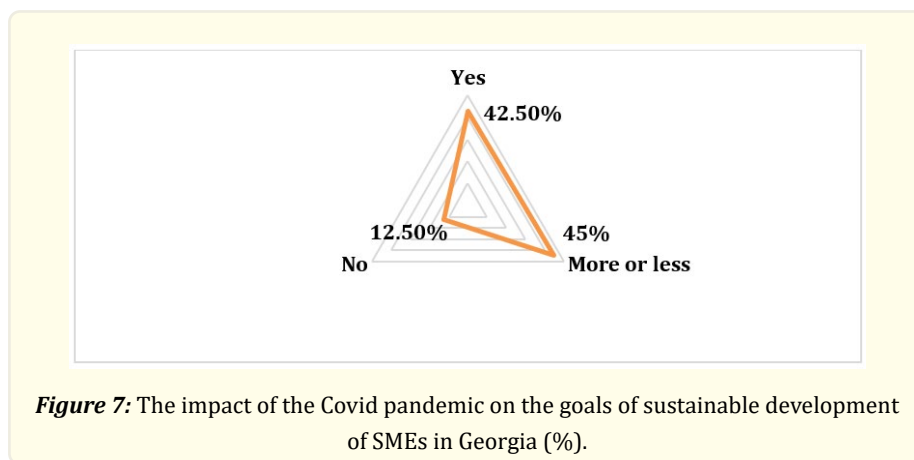 Yes
42.50%
12.50%
45%
No
More or less
Figure 7: The impact of the Covid pandemic on the goals of sustainable development
of SMEs in Georgia (%).